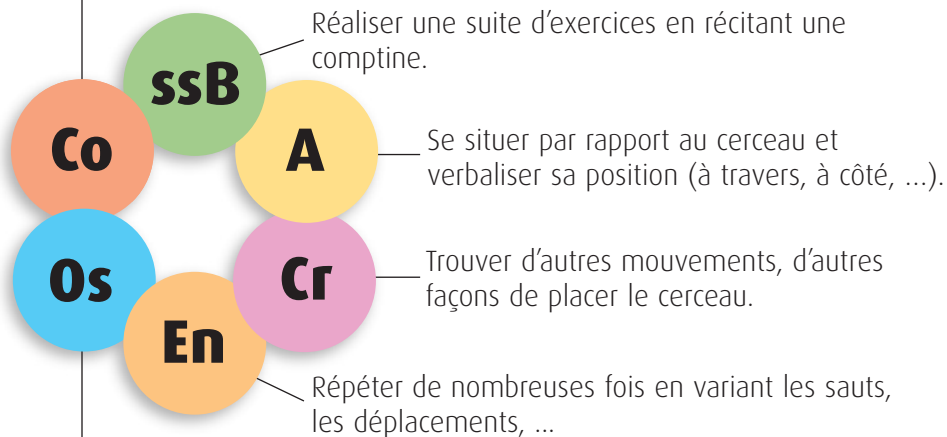 Réaliser une suite d'exercices en récitant une
comptine.
ssB
Co
A
Se situer par rapport au cerceau et
verbaliser sa position (à travers, à côté, ...).
Os
Cr
Trouver d'autres mouvements, d'autres
façons de placer le cerceau.
En
Répéter de nombreuses fois en variant les sauts,
les déplacements, ...